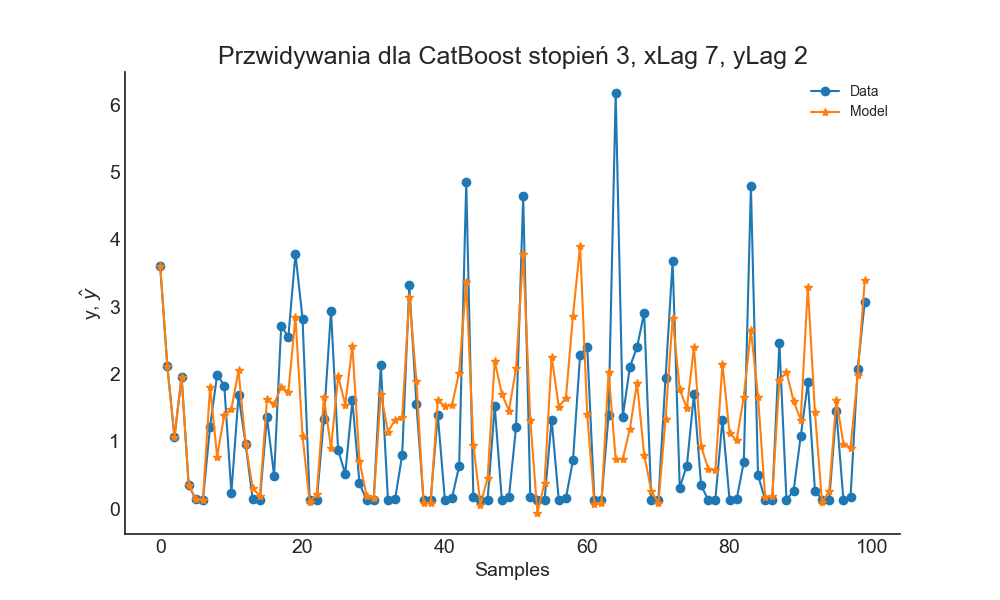 Przwidywania dla CatBoost stopień 3, xLag 7, yLag 2
Data
Model
6
5
4
3
2
1
0
y, ŷ
0 20 40 60 80 100
Samples